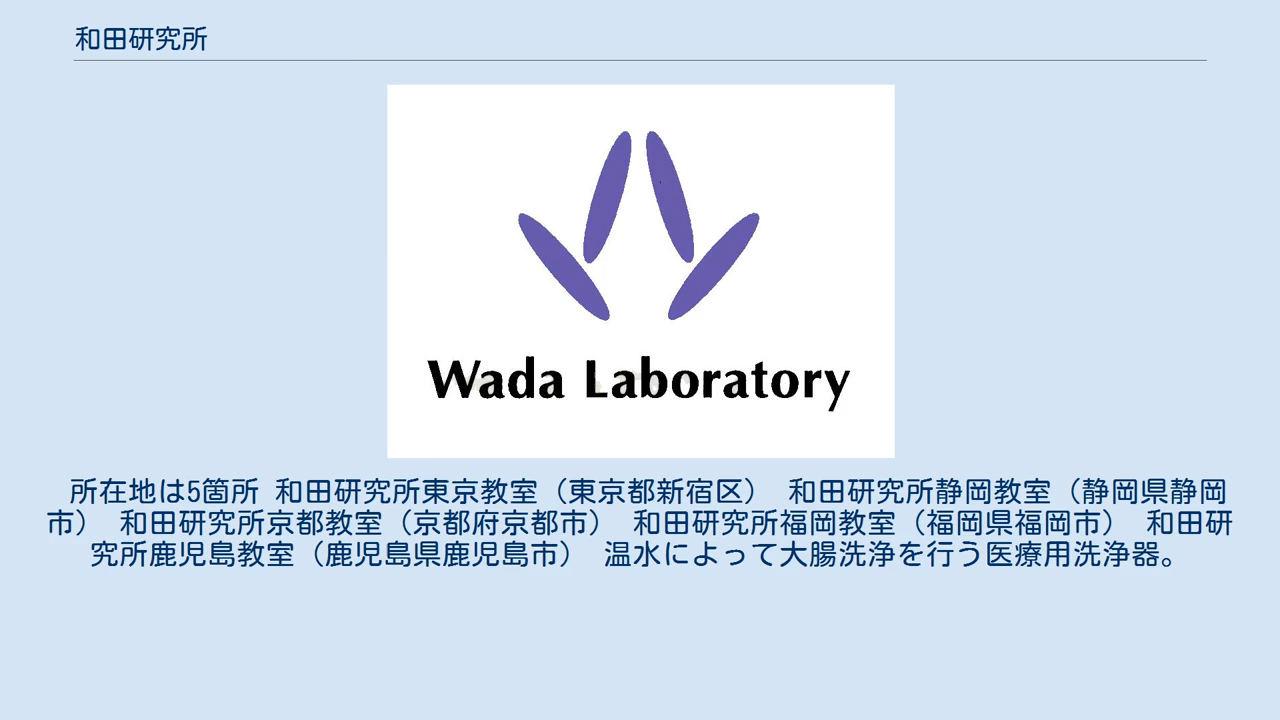 和田研究所
Wada Laboratory
所在地は5箇所 和田研究所東京教室（東京都新宿区） 和田研究所静岡教室（静岡県静岡
市） 和田研究所京都教室（京都府京都市） 和田研究所福岡教室（福岡県福岡市） 和田研
究所鹿児島教室（鹿児島県鹿児島市） 温水によって大腸洗浄を行う医療用洗浄器。